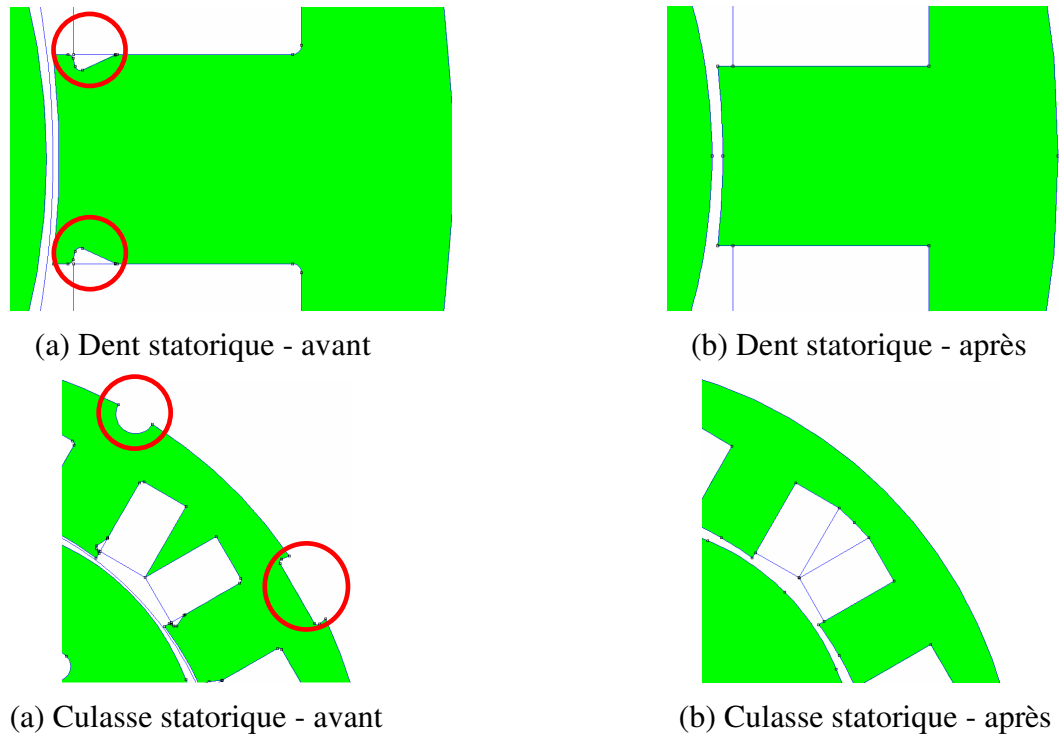 (a) Dent statorique - avant
(b) Dent statorique - après
(a) Culasse statorique - avant
(b) Culasse statorique - après